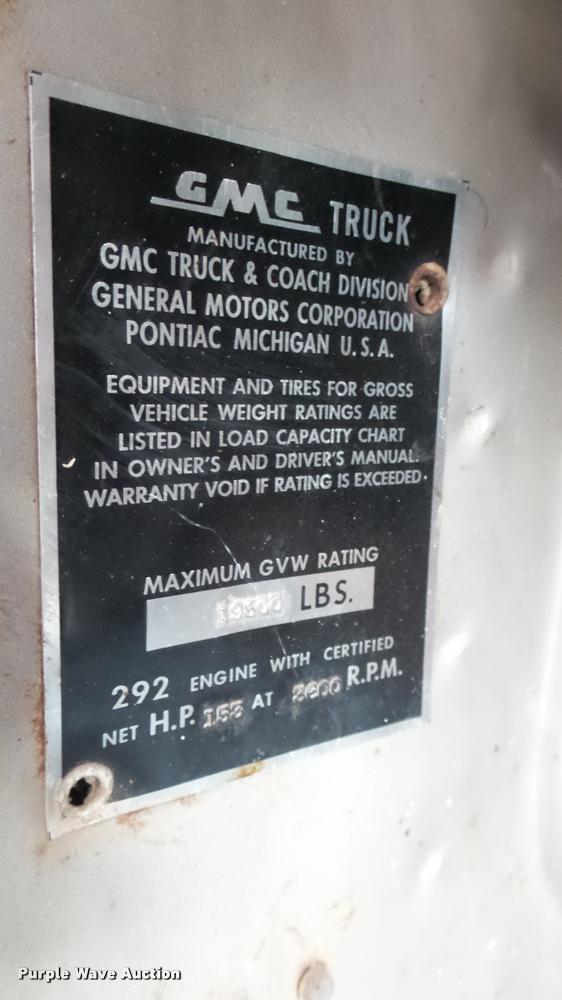 GMC TRUCK
MANUFACTURED BY
GMC TRUCK & COACH DIVISION
GENERAL MOTORS CORPORATION
PONTIAC MICHIGAN U.S.A.
EQUIPMENT AND TIRES FOR GROSS
VEHICLE WEIGHT RATINGS ARE
LISTED IN LOAD CAPACITY CHART
IN OWNER'S AND DRIVER'S MANUAL.
WARRANTY VOID IF RATING IS EXCEEDED.
MAXIMUM GVW RATING
LBS.
292 ENGINE WITH CERTIFIED
NET H.P. 153 AT 3600 R.P.M.
Purple Wave Auction